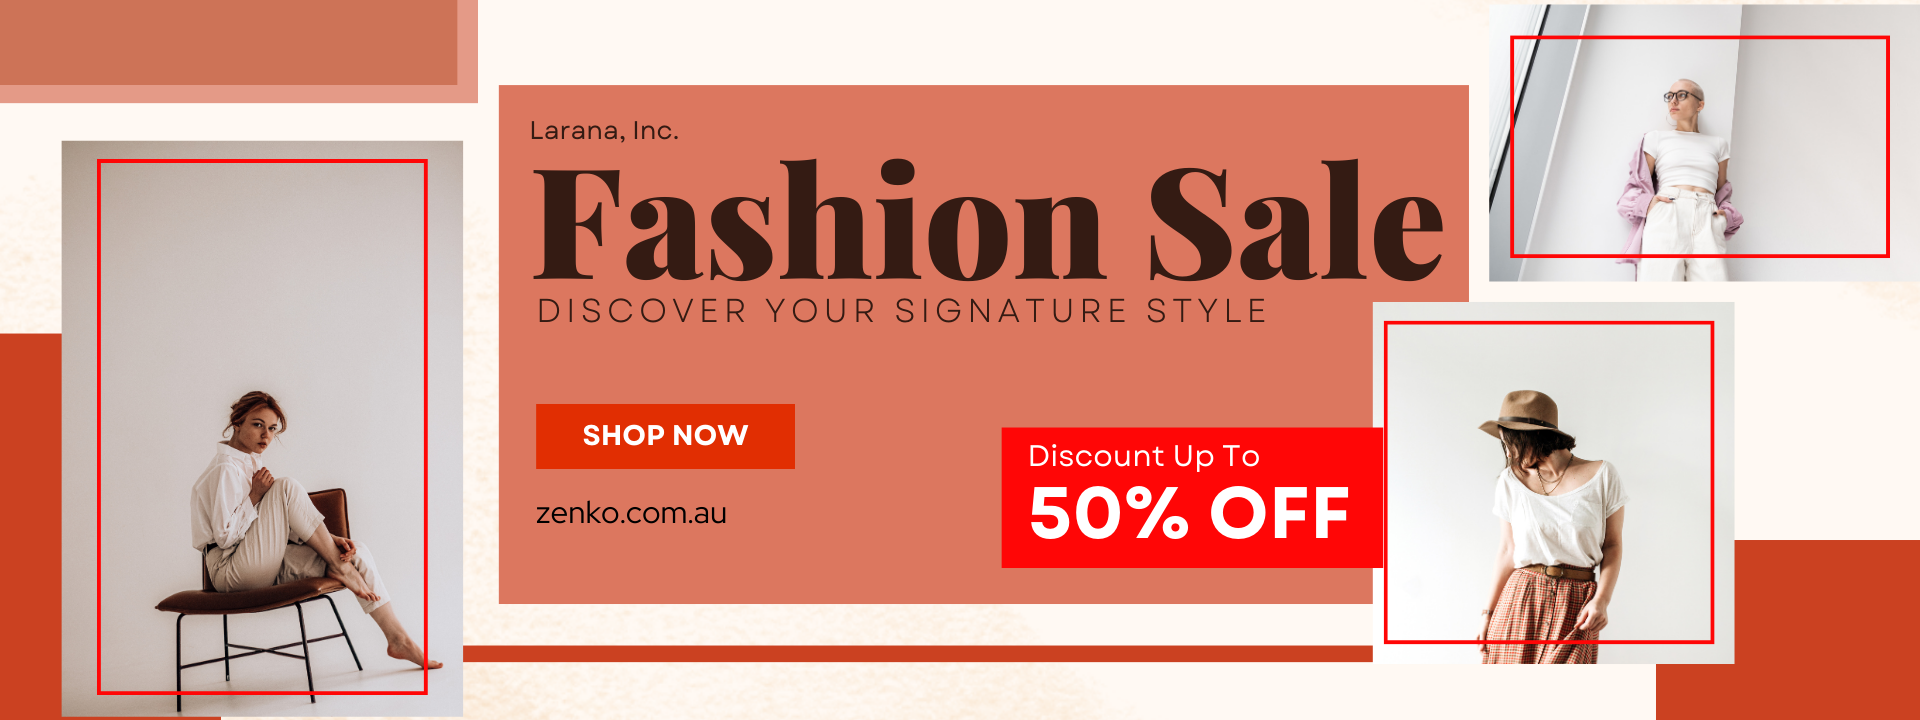 Larana, Inc.
Fashion Sale
DISCOVER YOUR SIGNATURE STYLE
SHOP NOW
zenko.com.au
Discount Up To
50% OFF